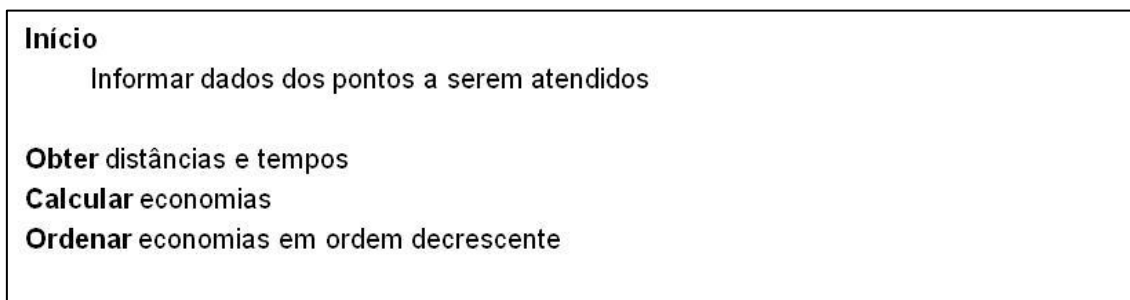 Início
Informar dados dos pontos a serem atendidos
Obter distâncias e tempos
Calcular economias
Ordenar economias em ordem decrescente